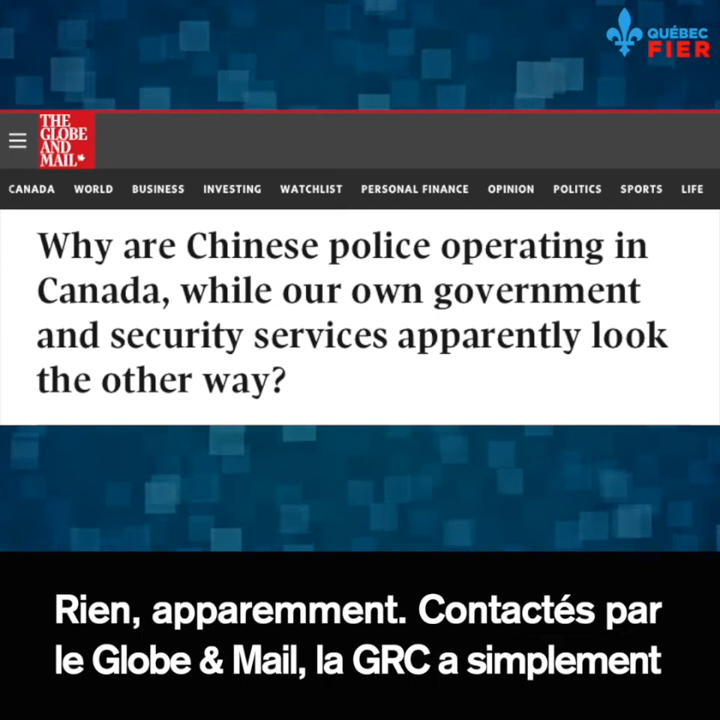 QUÉBEC
FIER
THE
GLOBE
AND
MAIL
CANADA WORLD BUSINESS INVESTING WATCHLIST PERSONAL FINANCE OPINION POLITICS SPORTS LIFE
Why are Chinese police operating in
Canada, while our own government
and security services apparently look
the other way?
Rien, apparemment. Contactés par
le Globe & Mail, la GRC a simplement